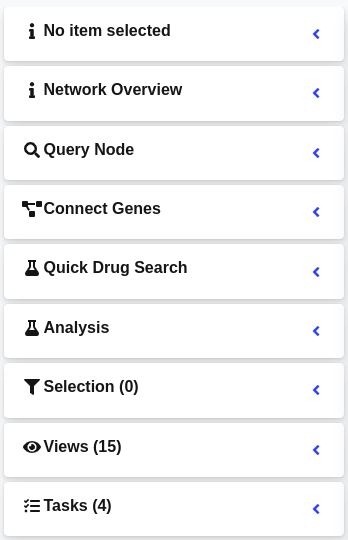 No item selected
Network Overview
Query Node
Connect Genes
Quick Drug Search
Analysis
Selection (0)
Views (15)
Tasks (4)